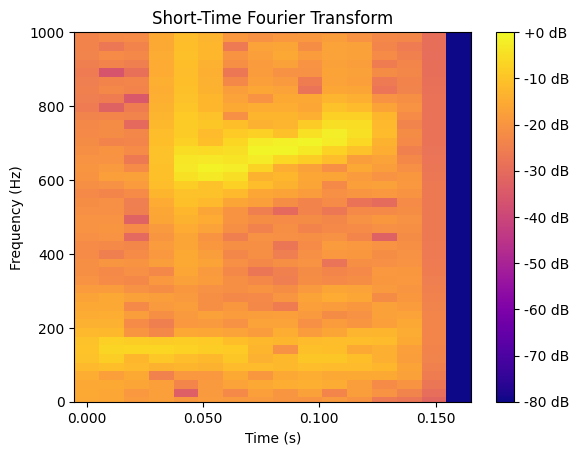 Short-Time Fourier Transform
1000
800
600
400
200
0
Frequency (Hz)
0.000
0.050
0.100
0.150
Time (s)
+0 dB
-10 dB
-20 dB
-30 dB
-40 dB
-50 dB
-60 dB
-70 dB
-80 dB